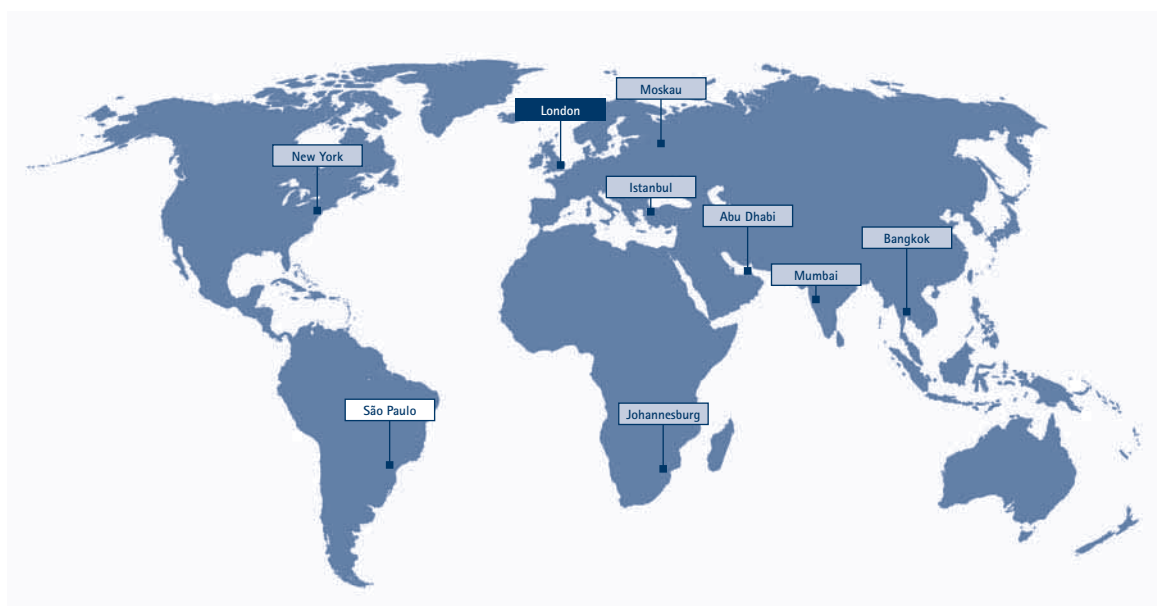 Moskau
London
New York
Istanbul
Abu Dhabi
Bangkok
Mumbai
São Paulo
Johannesburg